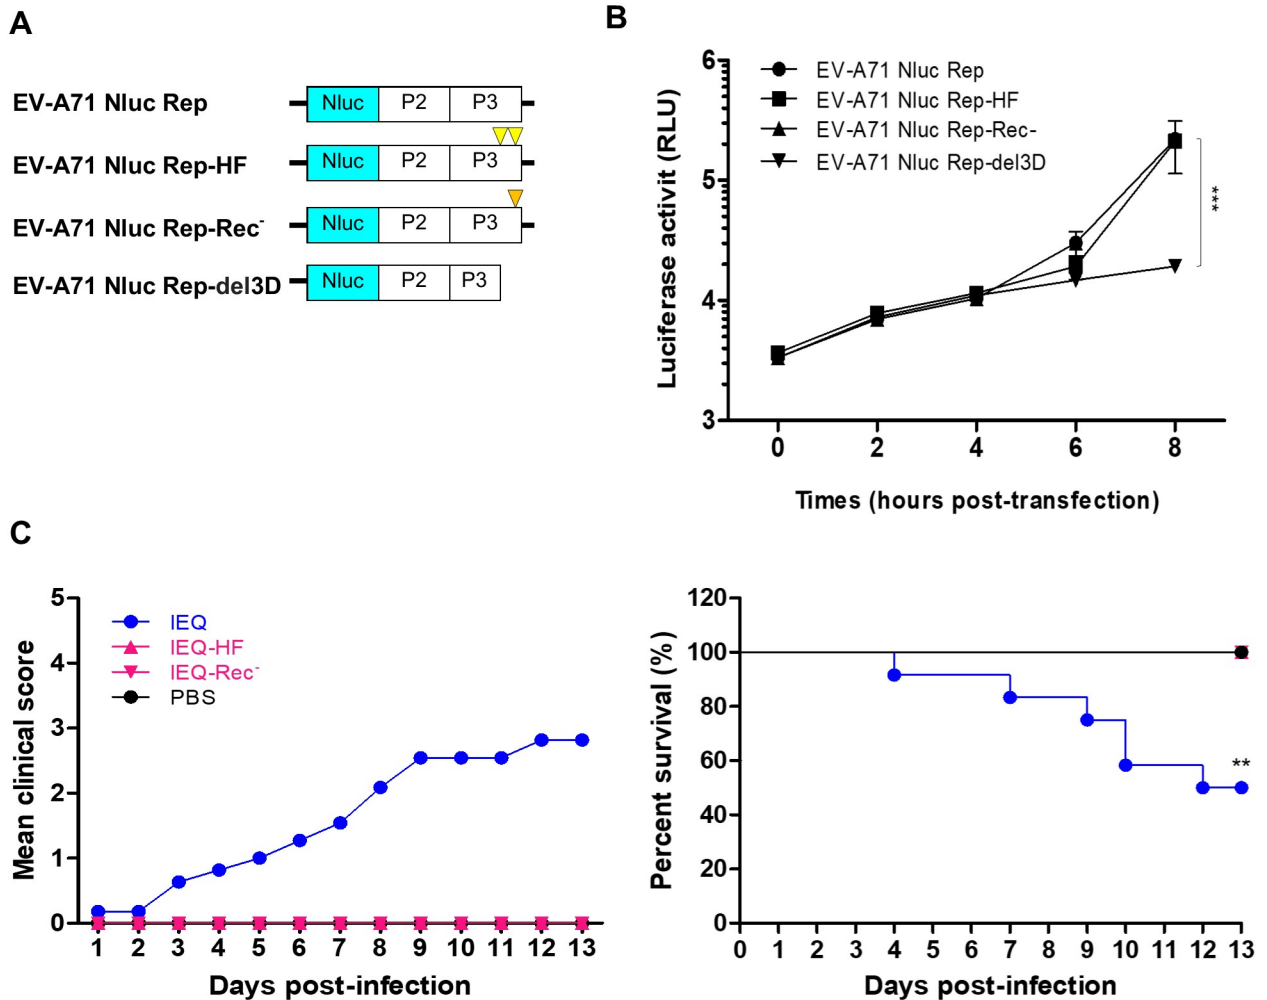 A
EV-A71 Nluc Rep
Nluc P2 P3
EV-A71 Nluc Rep-HF
Nluc P2 P3
EV-A71 Nluc Rep-Rec-
Nluc P2 P3
EV-A71 Nluc Rep-del3D
Nluc P2 P3
B
EV-A71 Nluc Rep
EV-A71 Nluc Rep-HF
EV-A71 Nluc Rep-Rec-
EV-A71 Nluc Rep-del3D
Luciferase activit (RLU)
6
5
4
3
***
0 2 4 6 8
Times (hours post-transfection)
C
IEQ
IEQ-HF
IEQ-Rec-
PBS
Mean clinical score
5
4
3
2
1
0
1 2 3 4 5 6 7 8 9 10 11 12 13
Days post-infection
Percent survival (%)
120
100
80
60
40
20
0
**
0 1 2 3 4 5 6 7 8 9 10 11 12 13
Days post-infection